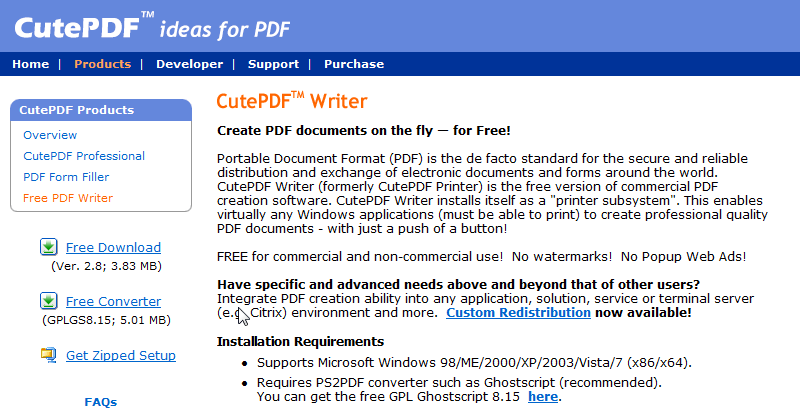 CutePDF™ ideas for PDF
Home | Products | Developer | Support | Purchase
CutePDF Products
Overview
CutePDF Professional
PDF Form Filler
Free PDF Writer
Free Download
(Ver. 2.8; 3.83 MB)
Free Converter
(GPLGS8.15; 5.01 MB)
Get Zipped Setup
FAQs
CutePDF™ Writer
Create PDF documents on the fly — for Free!
Portable Document Format (PDF) is the de facto standard for the secure and reliable
distribution and exchange of electronic documents and forms around the world.
CutePDF Writer (formerly CutePDF Printer) is the free version of commercial PDF
creation software. CutePDF Writer installs itself as a "printer subsystem". This enables
virtually any Windows applications (must be able to print) to create professional quality
PDF documents - with just a push of a button!
FREE for commercial and non-commercial use! No watermarks! No Popup Web Ads!
Have specific and advanced needs above and beyond that of other users?
Integrate PDF creation ability into any application, solution, service or terminal server
(e.g. Citrix) environment and more. Custom Redistribution now available!
Installation Requirements
• Supports Microsoft Windows 98/ME/2000/XP/2003/Vista/7 (x86/x64).
• Requires PS2PDF converter such as Ghostscript (recommended).
You can get the free GPL Ghostscript 8.15 here.